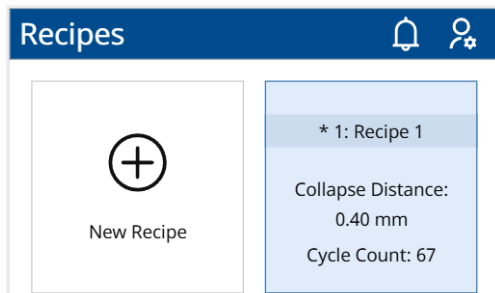 Recipes
New Recipe
* 1: Recipe 1
Collapse Distance:
0.40 mm
Cycle Count: 67